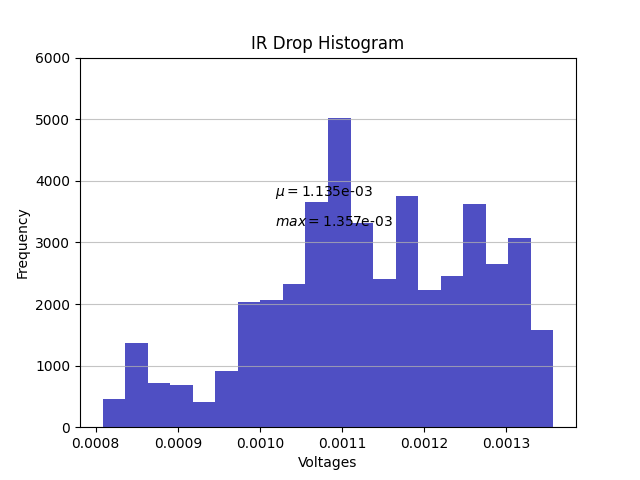 IR Drop Histogram
6000
5000
4000
3000
2000
1000
0
Frequency
μ = 1.135e-03
max = 1.357e-03
0.0008 0.0009 0.0010 0.0011 0.0012 0.0013
Voltages